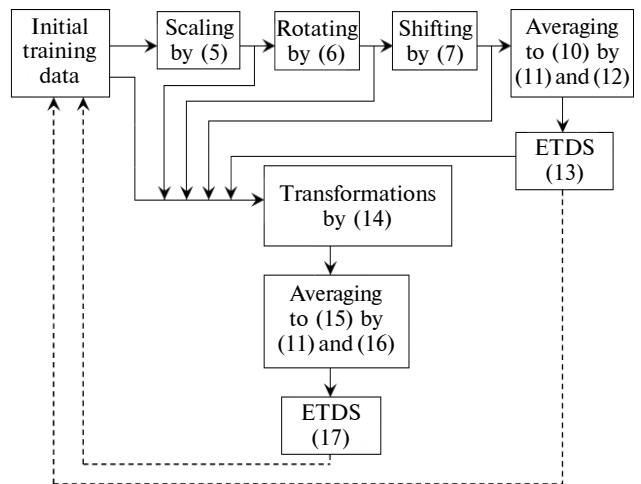 Initial
training
data
Scaling
by (5)
Rotating
by (6)
Shifting
by (7)
Averaging
to (10) by
(11) and (12)
ETDS
(13)
Transformations
by (14)
Averaging
to (15) by
(11) and (16)
ETDS
(17)